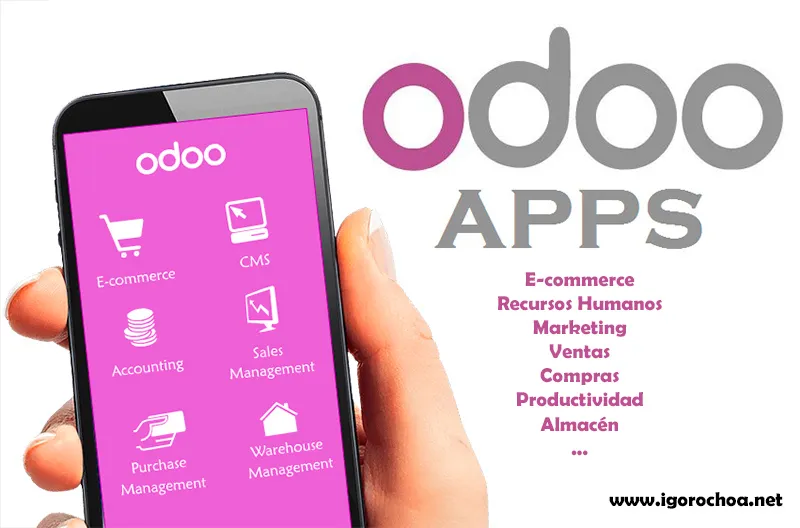 odoo
E-commerce
CMS
Accounting
Sales
Management
Purchase
Management
Warehouse
Management
odoo
APPS
E-commerce
Recursos Humanos
Marketing
Ventas
Compras
Productividad
Almacén
...
www.igorochoa.net